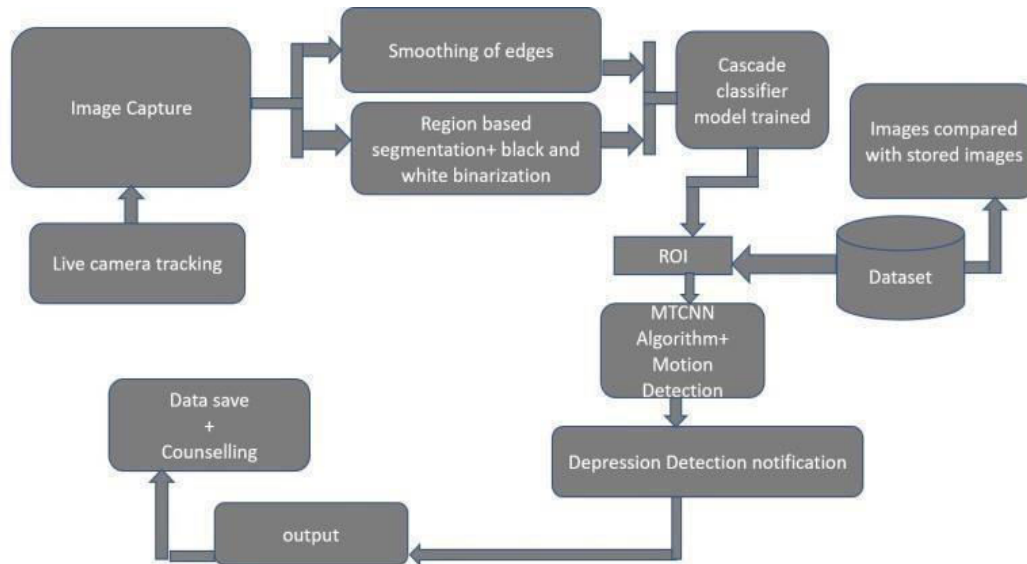 Smoothing of edges
Image Capture
Region based
segmentation+ black and
white binarization
Cascade
classifier
model trained
Images compared
with stored images
Live camera tracking
ROI
Dataset
MTCNN
Algorithm+
Motion
Detection
Depression Detection notification
output
Data save
+
Counselling